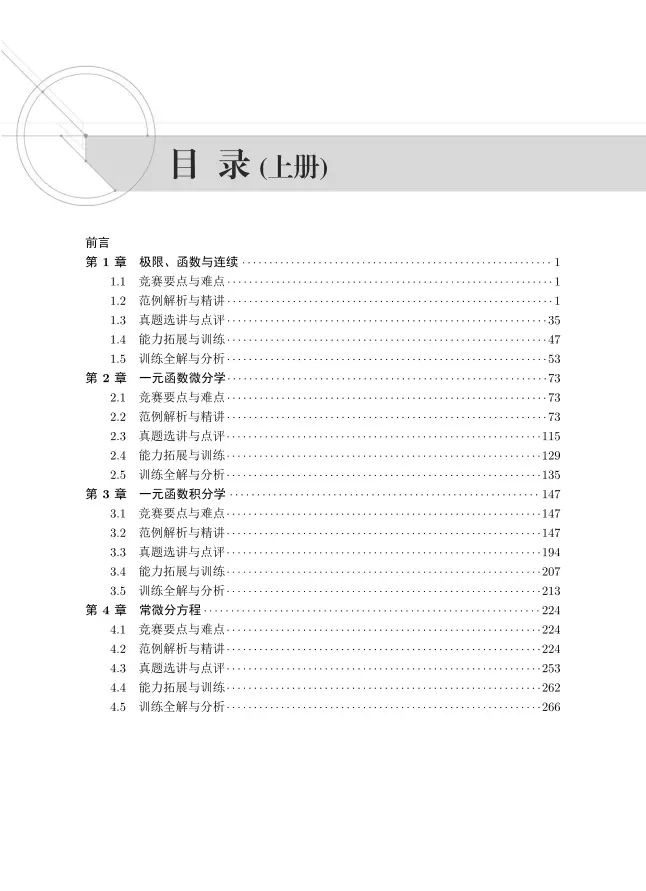 目 录 (上册)
前言
第 1 章 极限、函数与连续 ······ 1
1.1 竞赛要点与难点 ······ 1
1.2 范例解析与精讲 ······ 1
1.3 真题选讲与点评 ······ 35
1.4 能力拓展与训练 ······ 47
1.5 训练全解与分析 ······ 53
第 2 章 一元函数微分学 ······ 73
2.1 竞赛要点与难点 ······ 73
2.2 范例解析与精讲 ······ 73
2.3 真题选讲与点评 ······ 115
2.4 能力拓展与训练 ······ 129
2.5 训练全解与分析 ······ 135
第 3 章 一元函数积分学 ······ 147
3.1 竞赛要点与难点 ······ 147
3.2 范例解析与精讲 ······ 147
3.3 真题选讲与点评 ······ 194
3.4 能力拓展与训练 ······ 207
3.5 训练全解与分析 ······ 213
第 4 章 常微分方程 ······ 224
4.1 竞赛要点与难点 ······ 224
4.2 范例解析与精讲 ······ 224
4.3 真题选讲与点评 ······ 253
4.4 能力拓展与训练 ······ 262
4.5 训练全解与分析 ······ 266